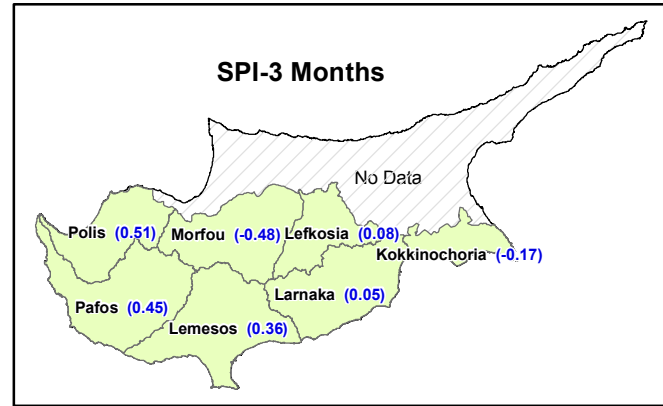 SPI-3 Months
No Data
Polis (0.51)
Morfou (-0.48)
Lefkosia (0.08)
Kokkinochoria (-0.17)
Pafos (0.45)
Larnaka (0.05)
Lemesos (0.36)